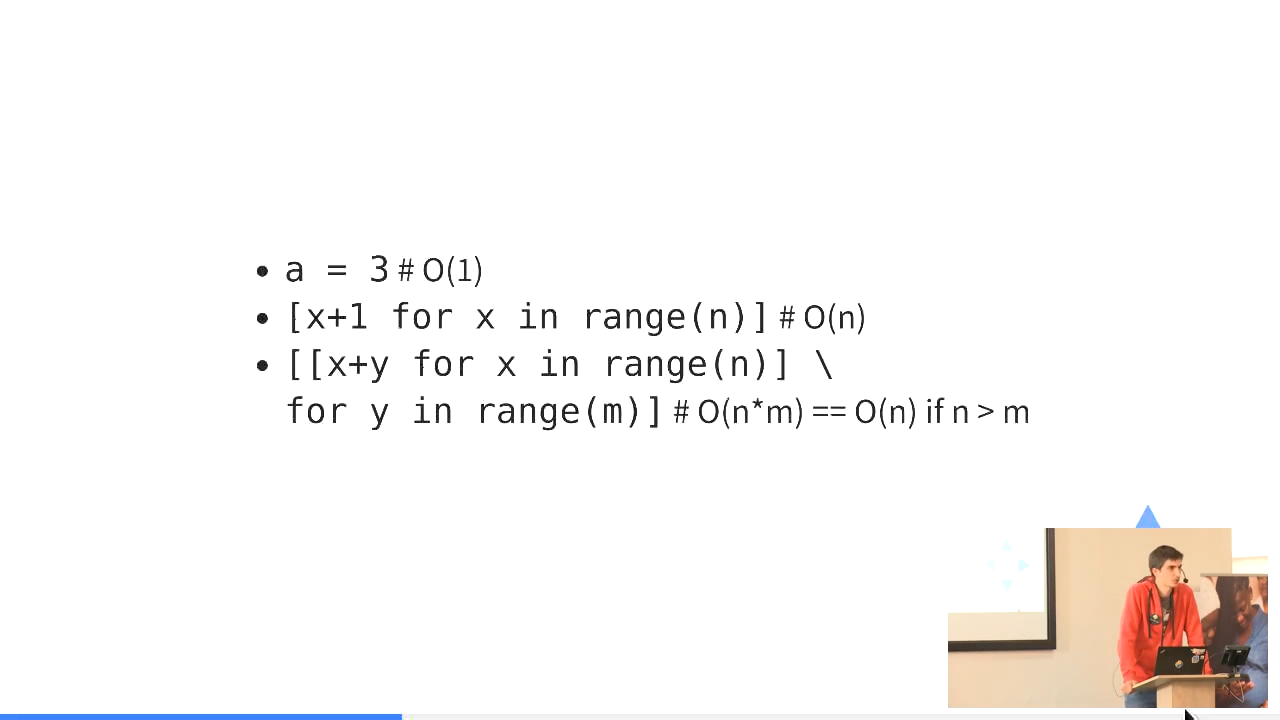 a = 3 # O(1)
[x+1 for x in range(n)] # O(n)
[[x+y for x in range(n)] \
for y in range(m)] # O(n*m) == O(n) if n > m